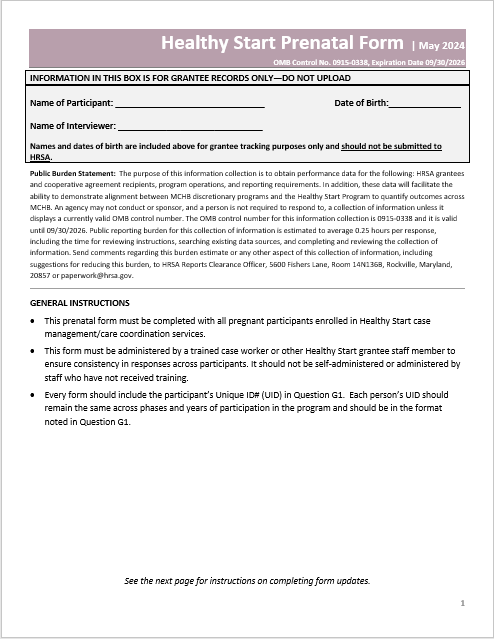 Healthy Start Prenatal Form | May 2024
OMB Control No. 0915-0338, Expiration Date 09/30/2026
INFORMATION IN THIS BOX IS FOR GRANTEE RECORDS ONLY—DO NOT UPLOAD
Name of Participant: ____________________________ Date of Birth:______________
Name of Interviewer: ___________________________
Names and dates of birth are included above for grantee tracking purposes only and should not be submitted to
HRSA.
Public Burden Statement: The purpose of this information collection is to obtain performance data for the following: HRSA grantees
and cooperative agreement recipients, program operations, and reporting requirements. In addition, these data will facilitate the
ability to demonstrate alignment between MCHB discretionary programs and the Healthy Start Program to quantify outcomes across
MCHB. An agency may not conduct or sponsor, and a person is not required to respond to, a collection of information unless it
displays a currently valid OMB control number. The OMB control number for this information collection is 0915-0338 and it is valid
until 09/30/2026. Public reporting burden for this collection of information is estimated to average 0.25 hours per response,
including the time for reviewing instructions, searching existing data sources, and completing and reviewing the collection of
information. Send comments regarding this burden estimate or any other aspect of this collection of information, including
suggestions for reducing this burden, to HRSA Reports Clearance Officer, 5600 Fishers Lane, Room 14N136B, Rockville, Maryland,
20857 or paperwork@hrsa.gov.
GENERAL INSTRUCTIONS
• This prenatal form must be completed with all pregnant participants enrolled in Healthy Start case
management/care coordination services.
• This form must be administered by a trained case worker or other Healthy Start grantee staff member to
ensure consistency in responses across participants. It should not be self-administered or administered by
staff who have not received training.
• Every form should include the participant's Unique ID# (UID) in Question G1. Each person's UID should
remain the same across phases and years of participation in the program and should be in the format
noted in Question G1.
See the next page for instructions on completing form updates.
1